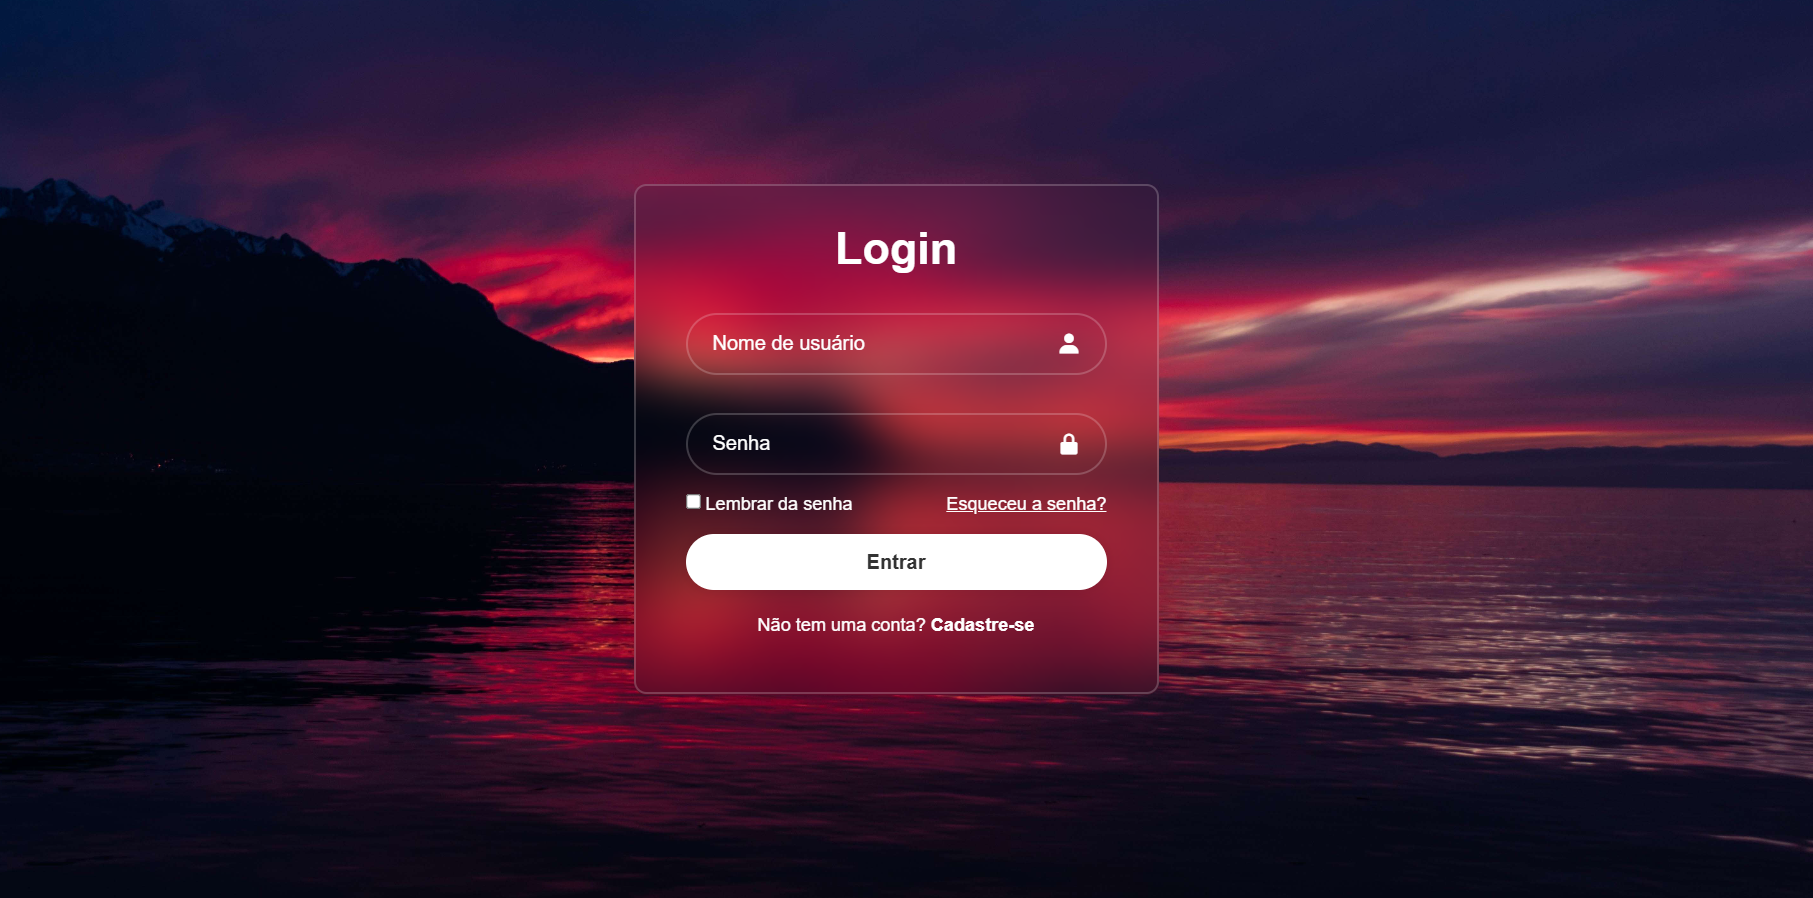 Login
Nome de usuário
Senha
Lembrar da senha Esqueceu a senha?
Entrar
Não tem uma conta? Cadastre-se